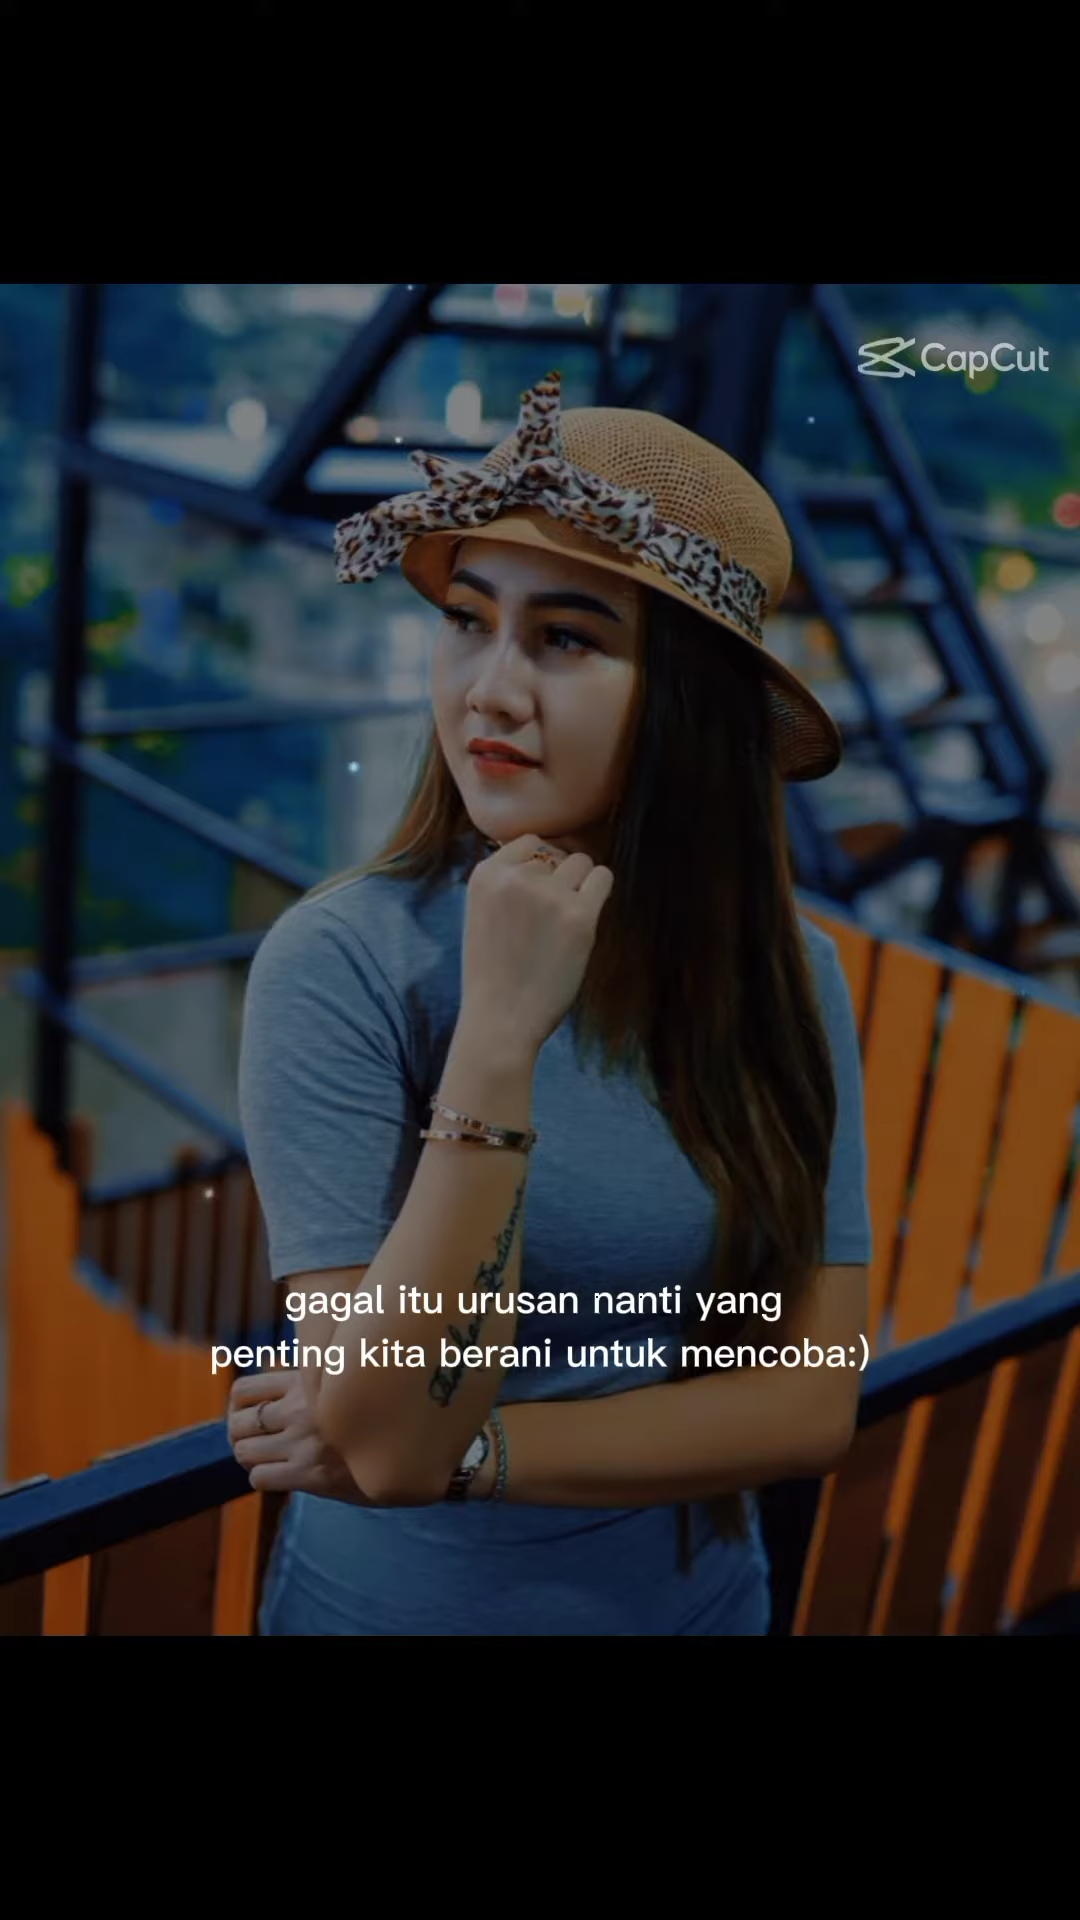 CapCut
gagal itu urusan nanti yang
penting kita berani untuk mencoba:)